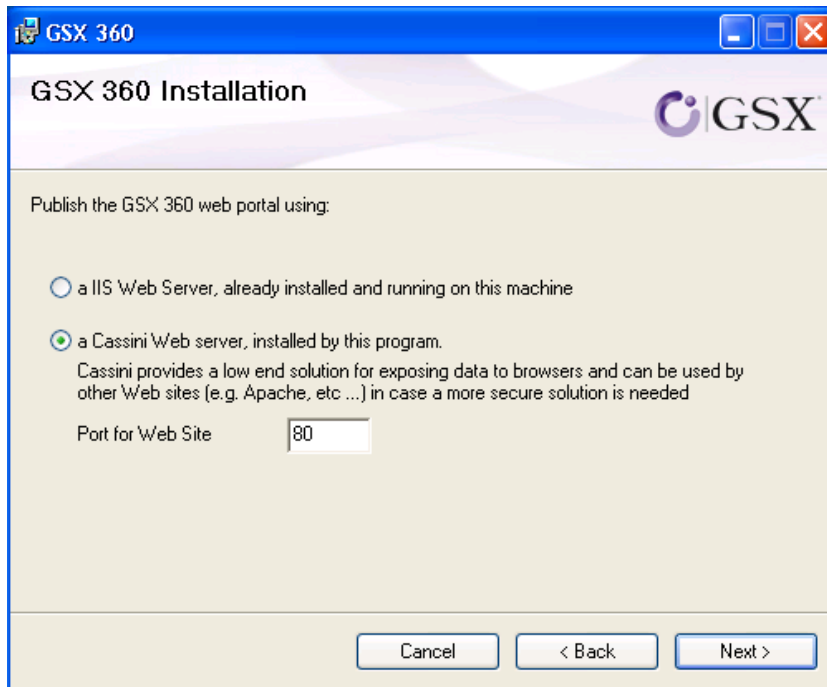 GSX 360
GSX 360 Installation
GSX
Publish the GSX 360 web portal using:
a IIS Web Server, already installed and running on this machine
a Cassini Web server, installed by this program.
Cassini provides a low end solution for exposing data to browsers and can be used by
other Web sites (e.g. Apache, etc ...) in case a more secure solution is needed
Port for Web Site 80
Cancel < Back Next >